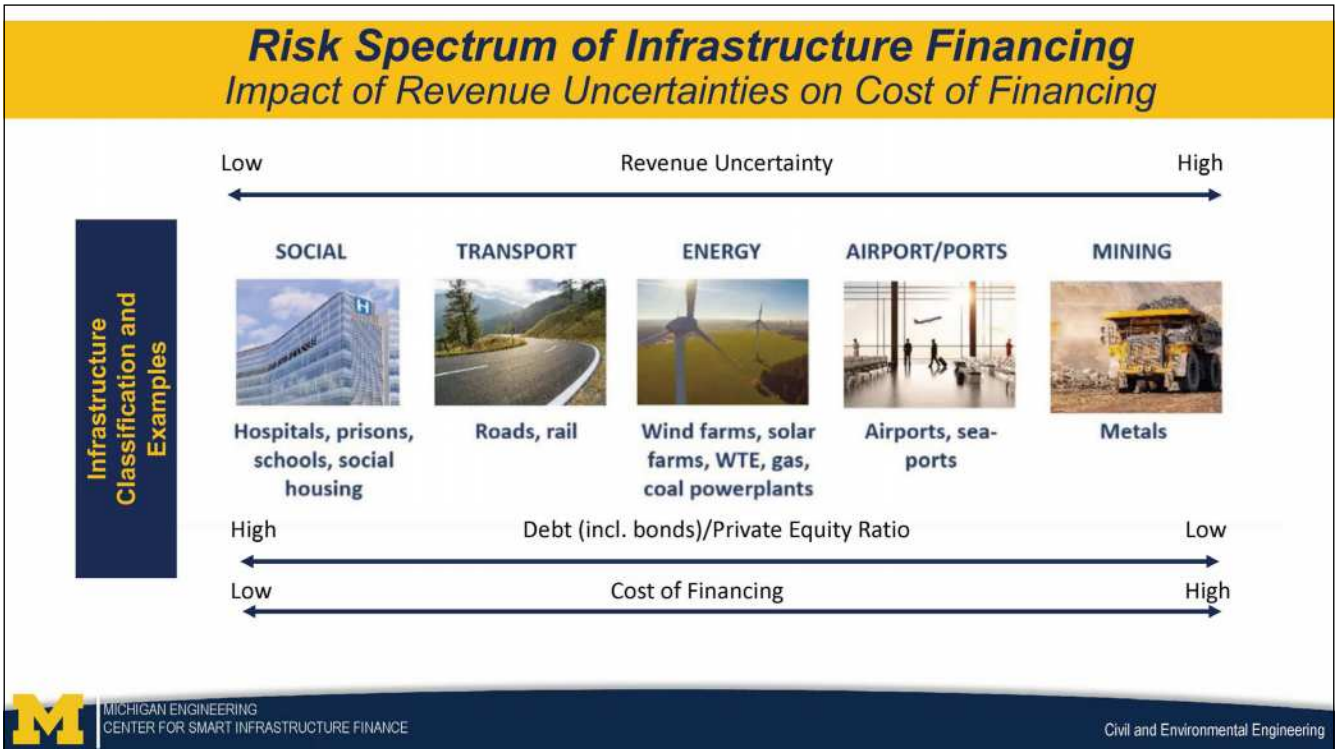 Risk Spectrum of Infrastructure Financing
Impact of Revenue Uncertainties on Cost of Financing
Low Revenue Uncertainty High
Infrastructure
Classification and
Examples
SOCIAL TRANSPORT ENERGY AIRPORT/PORTS MINING
H
Hospitals, prisons,
schools, social
housing
Roads, rail
Wind farms, solar
farms, WTE, gas,
coal powerplants
Airports, sea-
ports
Metals
High Debt (incl. bonds)/Private Equity Ratio Low
Low Cost of Financing High
M
MICHIGAN ENGINEERING
CENTER FOR SMART INFRASTRUCTURE FINANCE
Civil and Environmental Engineering